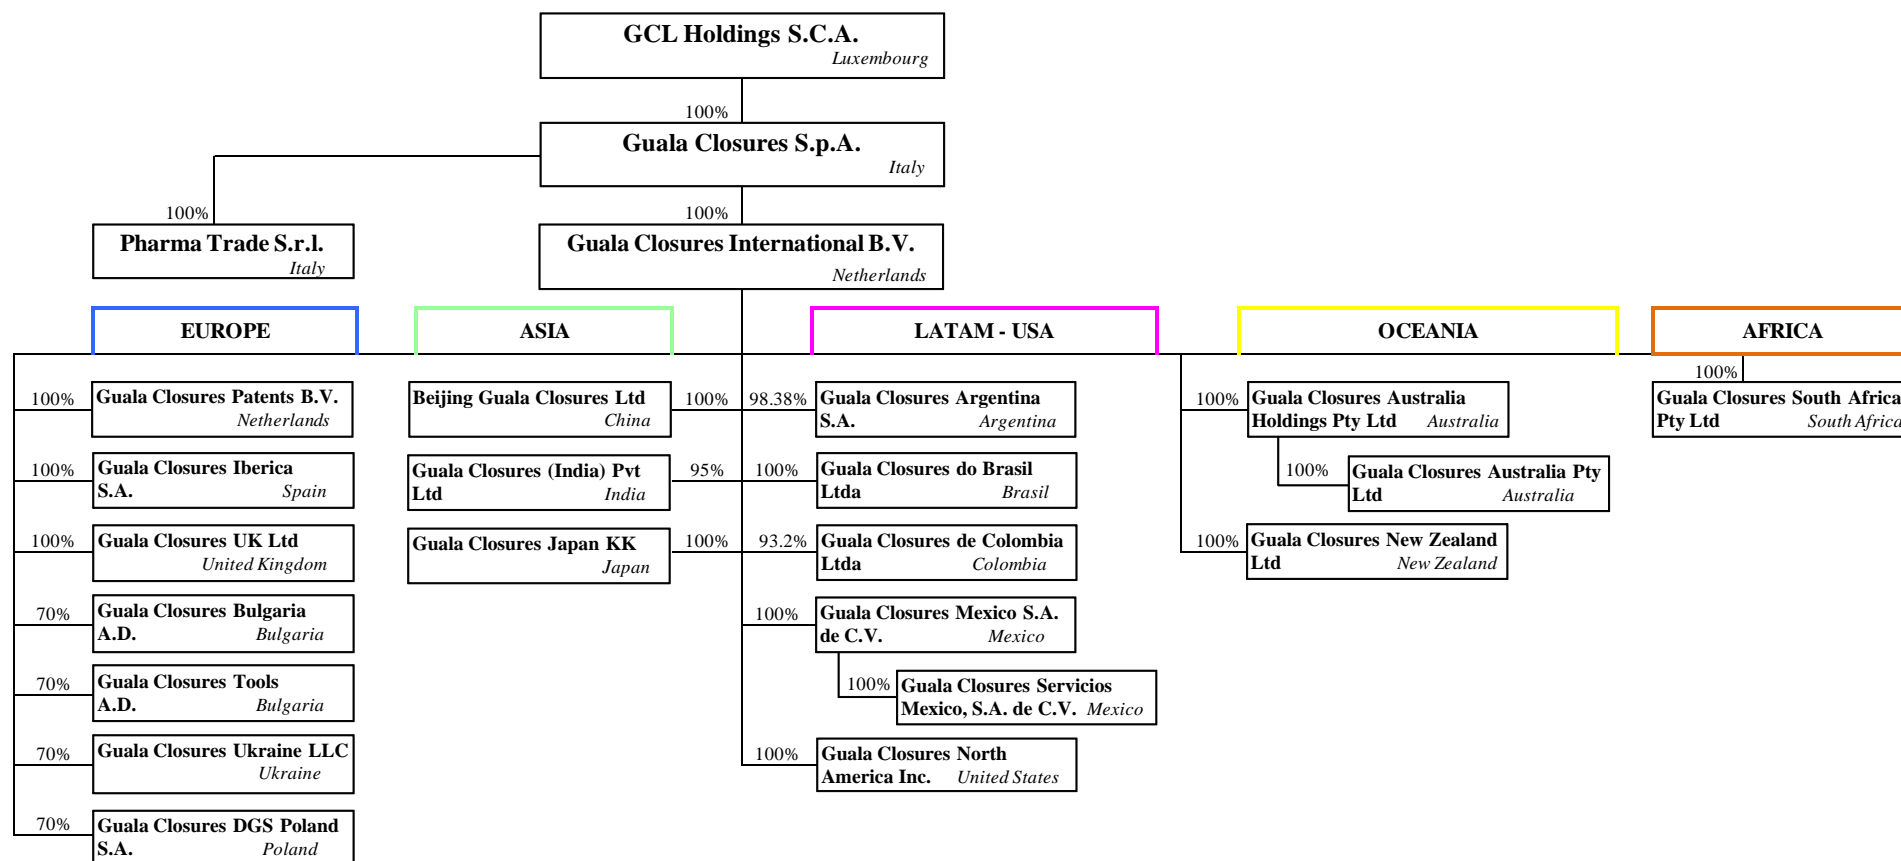 GCL Holdings S.C.A.
Luxembourg
100%
Guala Closures S.p.A.
Italy
100%
100%
Pharma Trade S.r.l.
Italy
Guala Closures International B.V.
Netherlands
EUROPE
ASIA
LATAM - USA
OCEANIA
AFRICA
100%
Guala Closures Patents B.V.
Netherlands
100%
Guala Closures Iberica
S.A. Spain
100%
Guala Closures UK Ltd
United Kingdom
70%
Guala Closures Bulgaria
A.D. Bulgaria
70%
Guala Closures Tools
A.D. Bulgaria
70%
Guala Closures Ukraine LLC
Ukraine
70%
Guala Closures DGS Poland
S.A. Poland
Beijing Guala Closures Ltd
China
100%
Guala Closures (India) Pvt
Ltd India
95%
Guala Closures Japan KK
Japan
100%
98.38%
Guala Closures Argentina
S.A. Argentina
100%
Guala Closures do Brasil
Ltda Brasil
93.2%
Guala Closures de Colombia
Ltda Colombia
100%
Guala Closures Mexico S.A.
de C.V. Mexico
100%
Guala Closures Servicios
Mexico, S.A. de C.V. Mexico
100%
Guala Closures North
America Inc. United States
100%
Guala Closures Australia
Holdings Pty Ltd Australia
100%
Guala Closures Australia Pty
Ltd Australia
100%
Guala Closures New Zealand
Ltd New Zealand
100%
Guala Closures South Africa
Pty Ltd South Africa